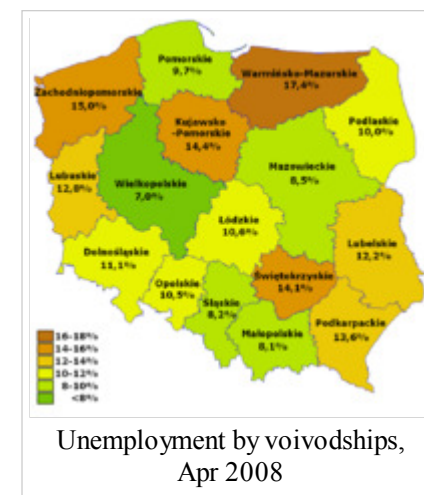 Pomorskie
9,7%
Warmińsko-Mazurskie
17,4%
Zachodniopomorskie
15,0%
Podlaskie
10,0%
Kujawsko
-Pomorskie
14,4%
Mazowieckie
8,5%
Lubuskie
12,8%
Wielkopolskie
7,0%
Łódzkie
10,6%
Lubelskie
12,2%
Dolnośląskie
11,1%
Opolskie
10,5%
Śląskie
8,2%
Świętokrzyskie
14,1%
Małopolskie
8,1%
Podkarpackie
12,6%
16-18%
14-16%
12-14%
10-12%
8-10%
<8%
Unemployment by voivodships,
Apr 2008